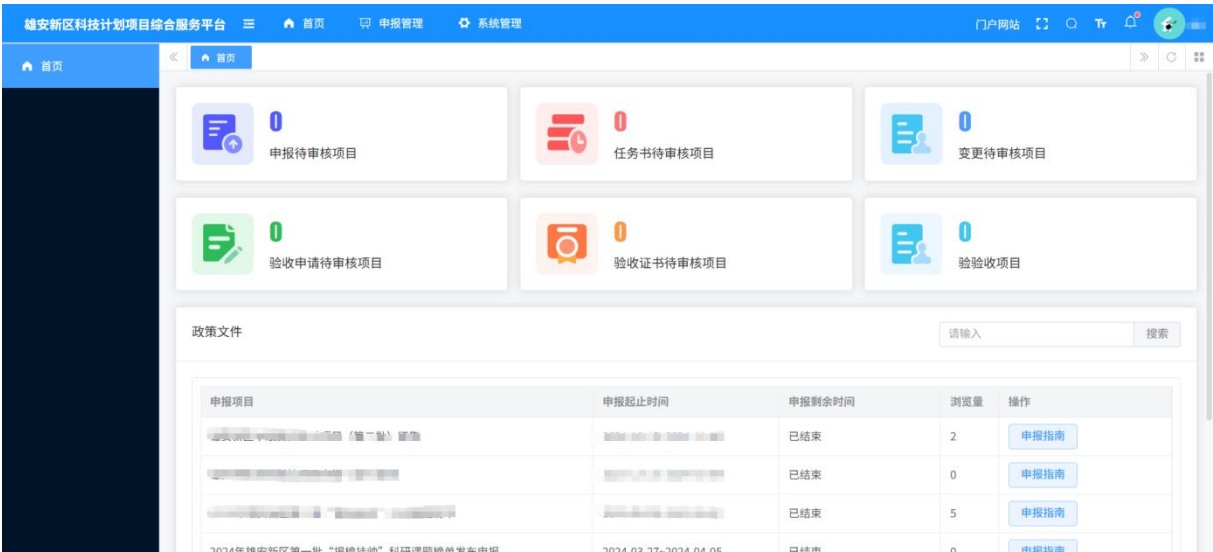 雄安新区科技计划项目综合服务平台 首页 申报管理 系统管理 门户网站 Tт
首页
首页
0
申报待审核项目
0
任务书待审核项目
0
变更待审核项目
0
验收申请待审核项目
0
验收证书待审核项目
0
验验收项目
政策文件 请输入 搜索
申报项目 申报起止时间 申报剩余时间 浏览量 操作
已结束 2 申报指南
已结束 0 申报指南
已结束 5 申报指南
2024年雄安新区第一批“揭榜挂帅”科研课题榜单发布申报 2024-03-27~2024-04-05 已结束 0 申报指南